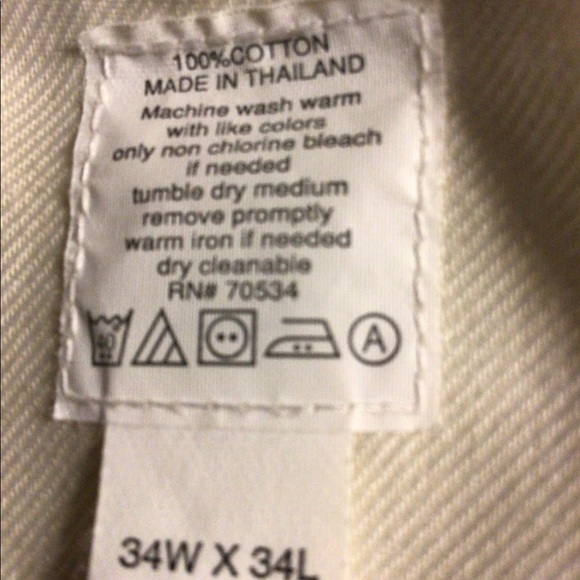 100%COTTON
MADE IN THAILAND
Machine wash warm
with like colors
only non chlorine bleach
if needed
tumble dry medium
remove promptly
warm iron if needed
dry cleanable
RN# 70534
40 A
34W X 34L